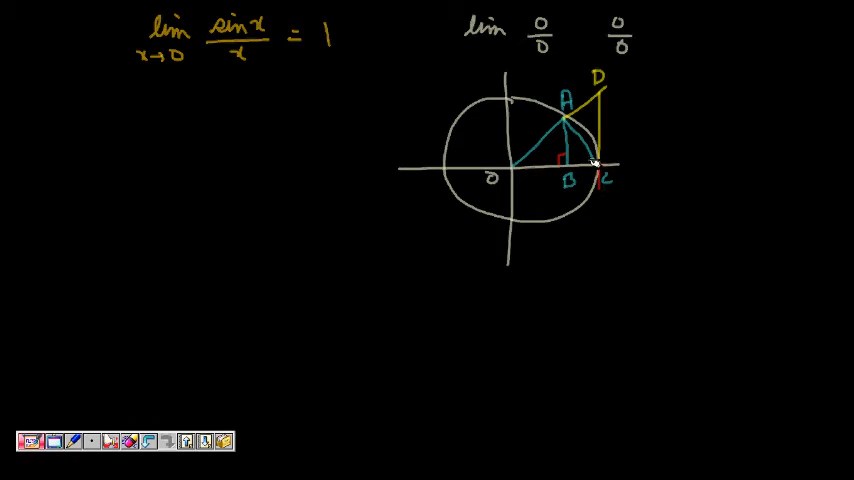 lim x→0 sin x / x = 1
lim 0/0 0/0
D
A
O B C